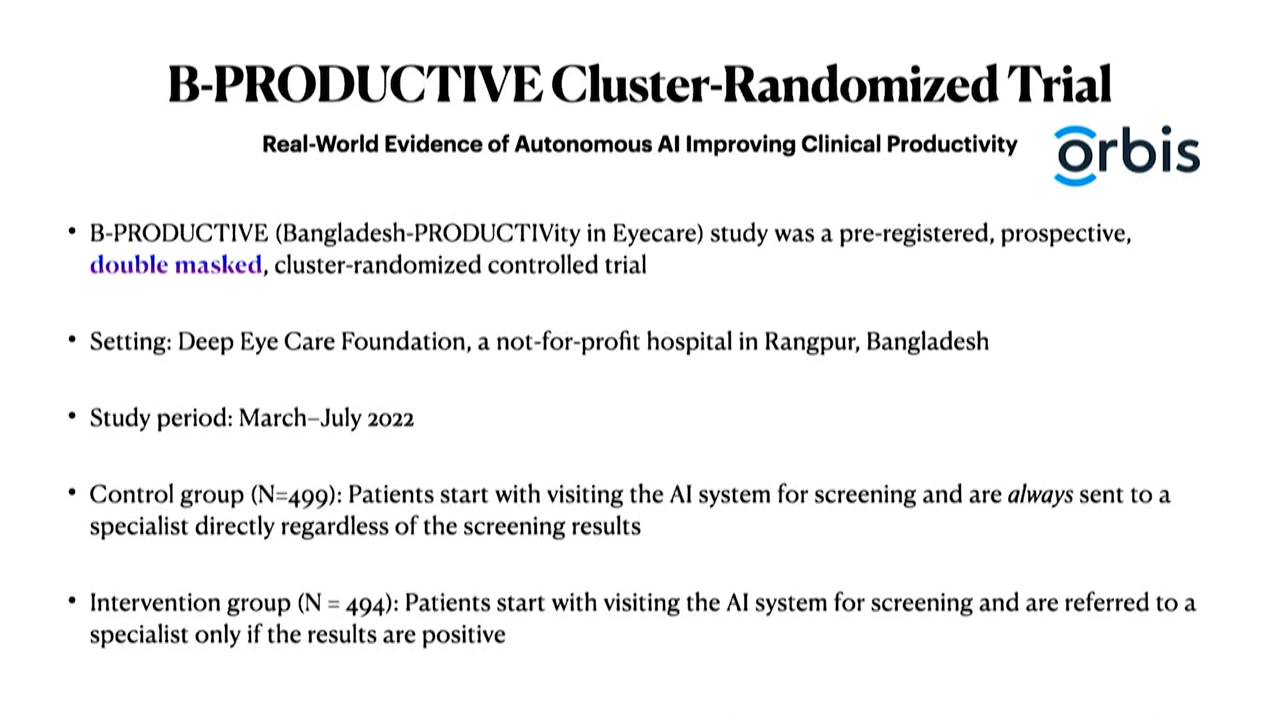 B-PRODUCTIVE Cluster-Randomized Trial
Real-World Evidence of Autonomous AI Improving Clinical Productivity
orbis
• B-PRODUCTIVE (Bangladesh-PRODUCTIVity in Eyecare) study was a pre-registered, prospective,
double masked, cluster-randomized controlled trial
• Setting: Deep Eye Care Foundation, a not-for-profit hospital in Rangpur, Bangladesh
• Study period: March–July 2022
• Control group (N=499): Patients start with visiting the AI system for screening and are always sent to a
specialist directly regardless of the screening results
• Intervention group (N = 494): Patients start with visiting the AI system for screening and are referred to a
specialist only if the results are positive